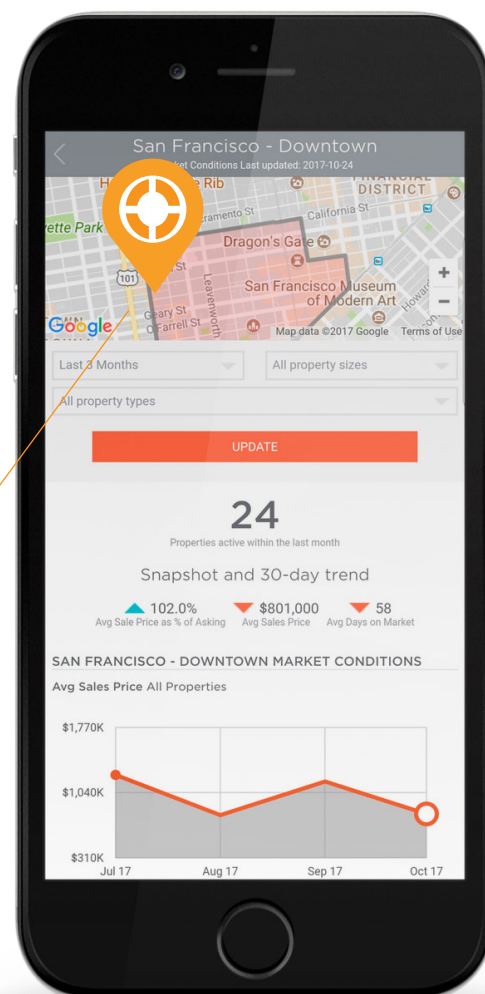 San Francisco - Downtown
ket Conditions Last updated: 2017-10-24
Rib
FINANCIAL
DISTRICT
yette Park
cramento St
California St
Dragon's Gate
101
St
Leavenworth
San Francisco Museum
of Modern Art
Howard
Geary St
O'Farrell St
+
−
Google
Map data ©2017 Google Terms of Use
Last 3 Months
All property sizes
All property types
UPDATE
24
Properties active within the last month
Snapshot and 30-day trend
102.0% $801,000 58
Avg Sale Price as % of Asking Avg Sales Price Avg Days on Market
SAN FRANCISCO - DOWNTOWN MARKET CONDITIONS
Avg Sales Price All Properties
$1,770K
$1,040K
$310K
Jul 17 Aug 17 Sep 17 Oct 17